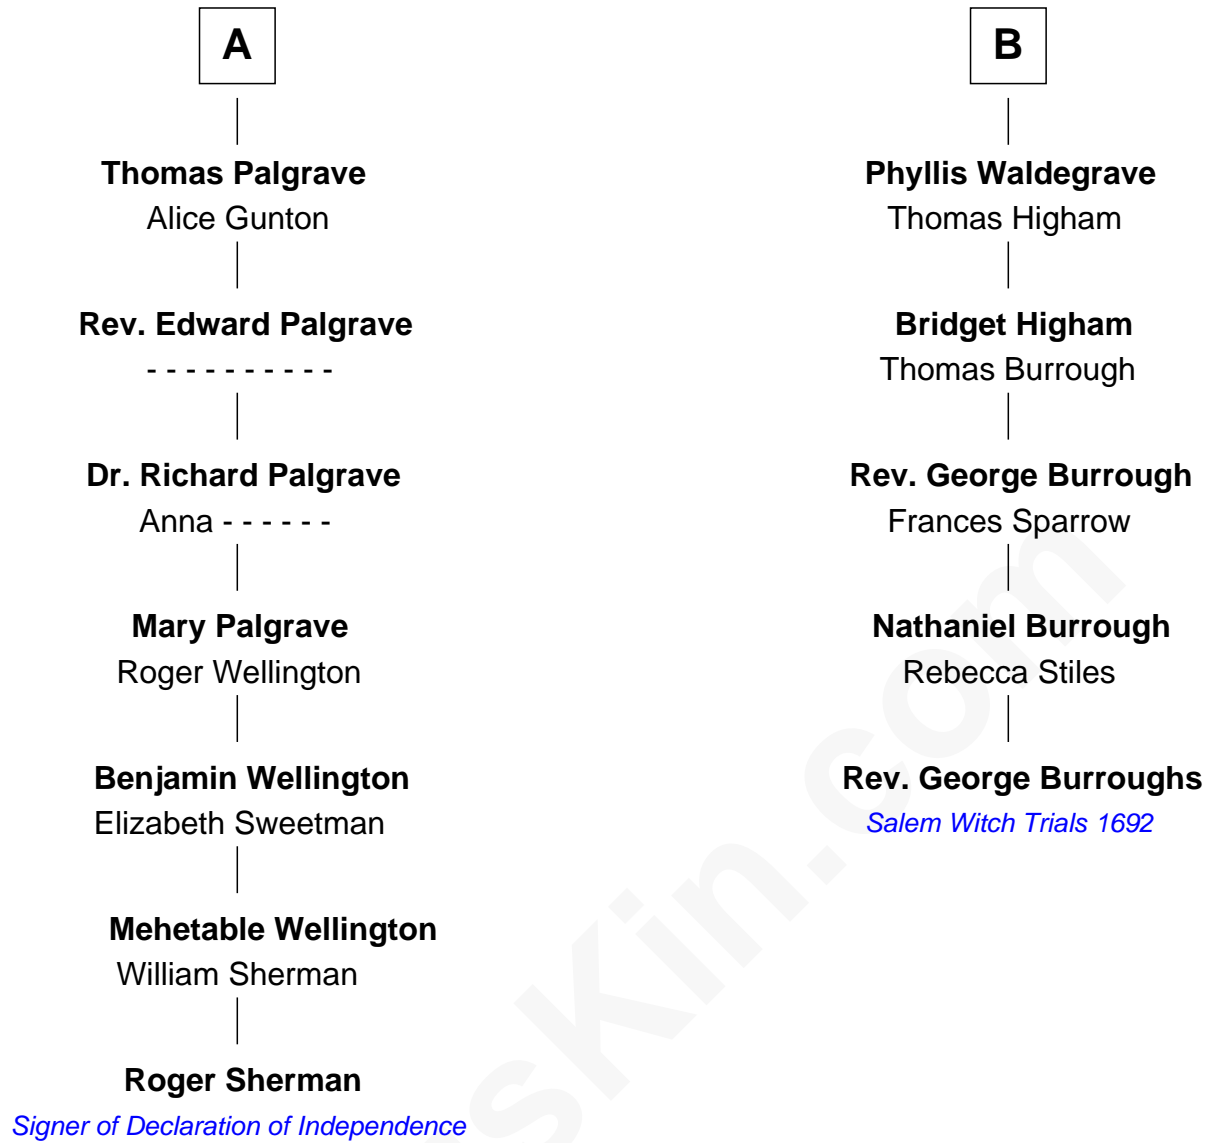 A
Thomas Palgrave
Alice Gunton
Rev. Edward Palgrave
- - - - - - - - - -
Dr. Richard Palgrave
Anna - - - - - -
Mary Palgrave
Roger Wellington
Benjamin Wellington
Elizabeth Sweetman
Mehetable Wellington
William Sherman
Roger Sherman
Signer of Declaration of Independence
B
Phyllis Waldegrave
Thomas Higham
Bridget Higham
Thomas Burrough
Rev. George Burrough
Frances Sparrow
Nathaniel Burrough
Rebecca Stiles
Rev. George Burroughs
Salem Witch Trials 1692
sKin.com